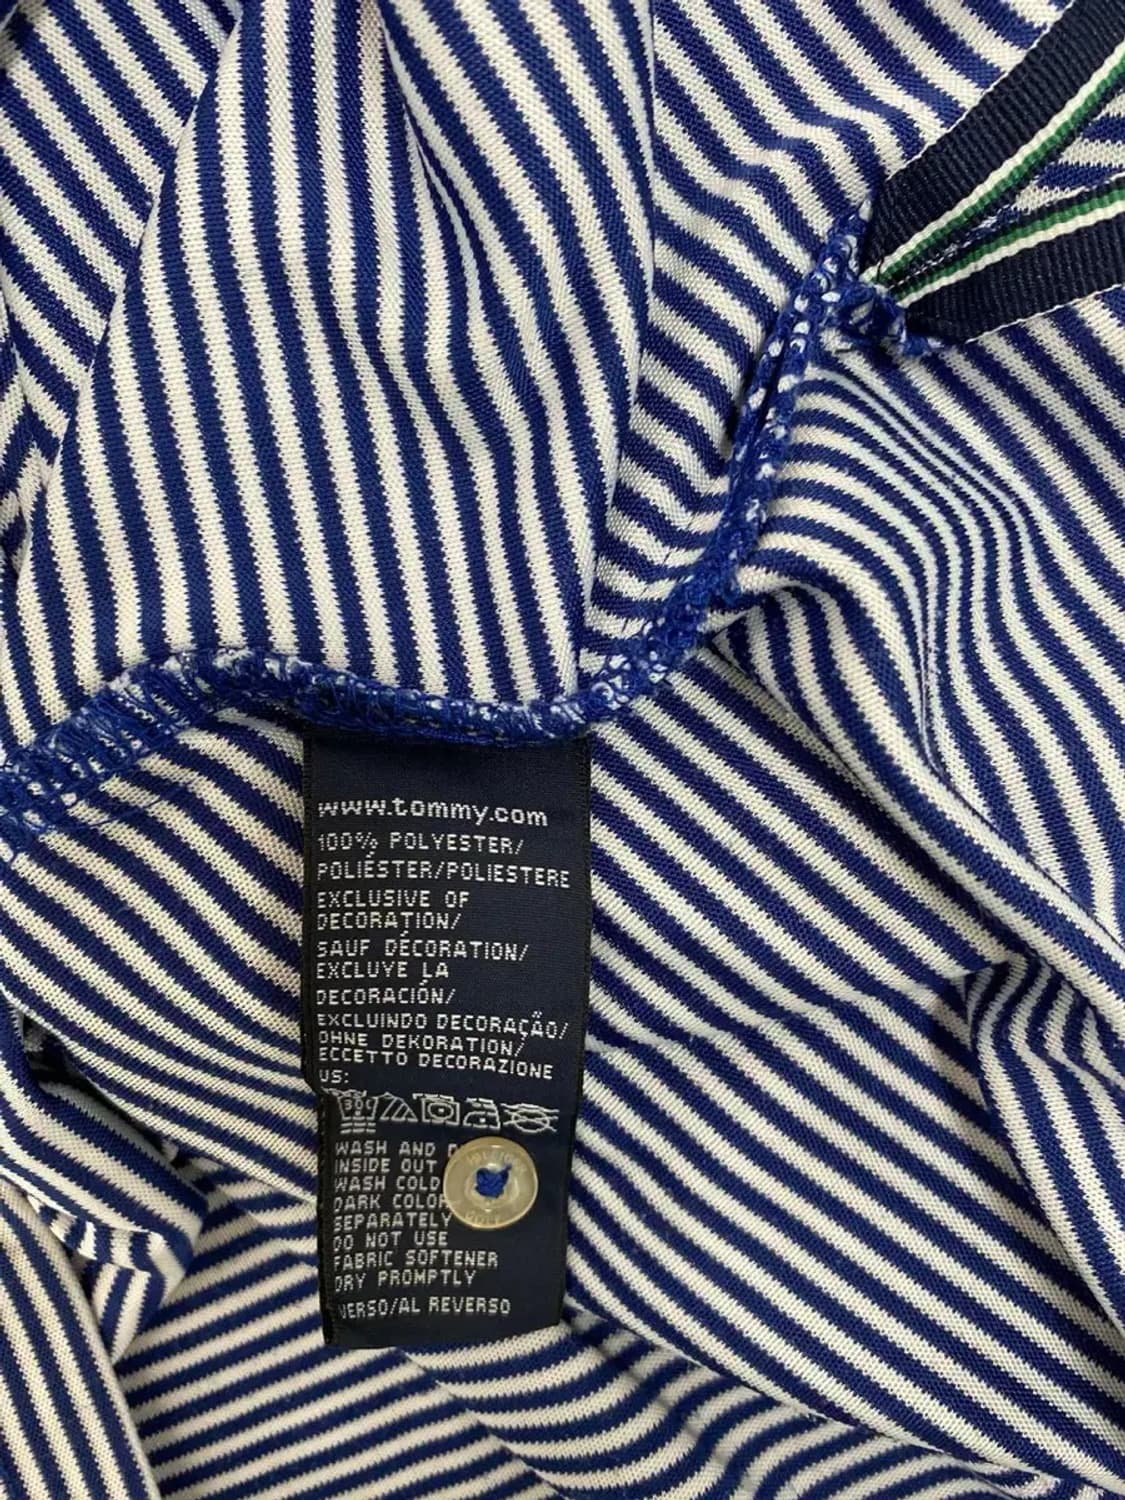 www.tommy.com
100% POLYESTER/
POLIÉSTER/POLIESTERE
EXCLUSIVE OF
DECORATION/
SAUF DÉCORATION/
EXCLUYE LA
DECORACIÓN/
EXCLUINDO DECORAÇÃO/
OHNE DEKORATION/
ECCETTO DECORAZIONE
US:
WASH AND D
INSIDE OUT
WASH COLD
DARK COLOR
SEPARATELY
DO NOT USE
FABRIC SOFTENER
DRY PROMPTLY
VERSO/AL REVERSO